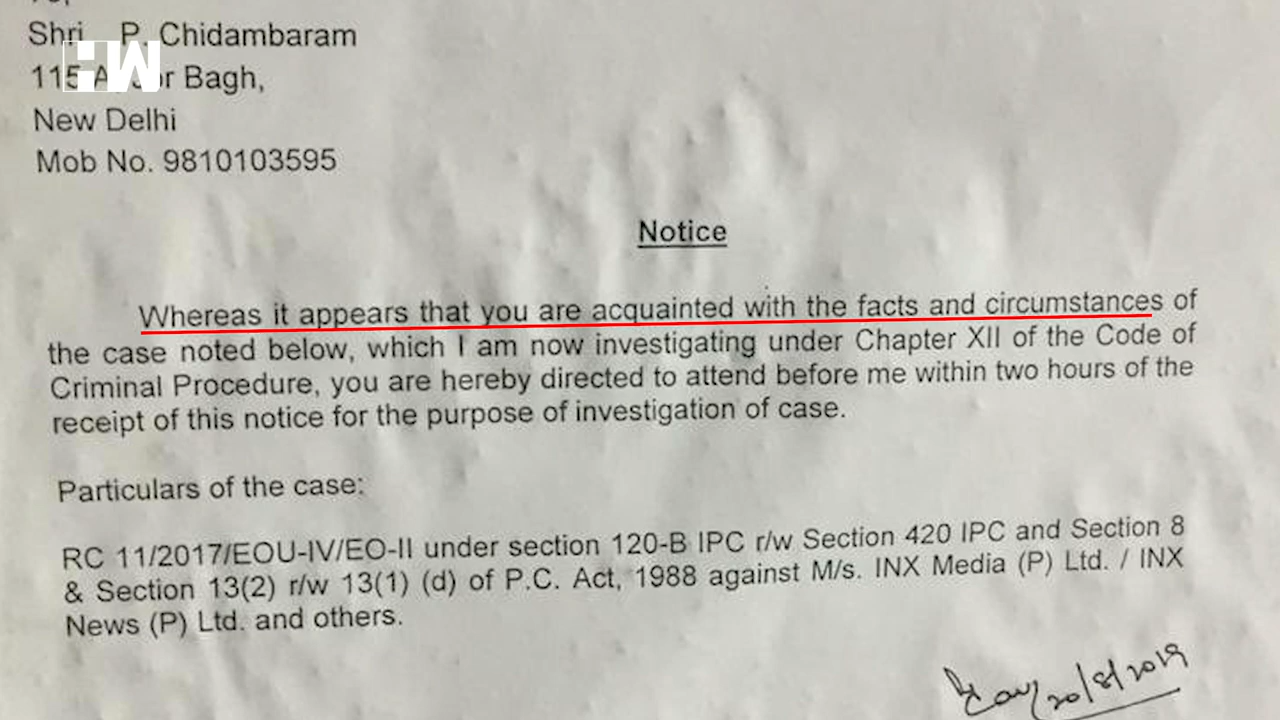 Shri P. Chidambaram
HW
115 Bagh,
New Delhi
Mob No. 9810103595
Notice
Whereas it appears that you are acquainted with the facts and circumstances of
the case noted below, which I am now investigating under Chapter XII of the Code of
Criminal Procedure, you are hereby directed to attend before me within two hours of the
receipt of this notice for the purpose of investigation of case.
Particulars of the case:
RC 11/2017/EOU-IV/EO-II under section 120-B IPC r/w Section 420 IPC and Section 8
& Section 13(2) r/w 13(1) (d) of P.C. Act, 1988 against M/s. INX Media (P) Ltd. / INX
News (P) Ltd. and others.
20/8/2019